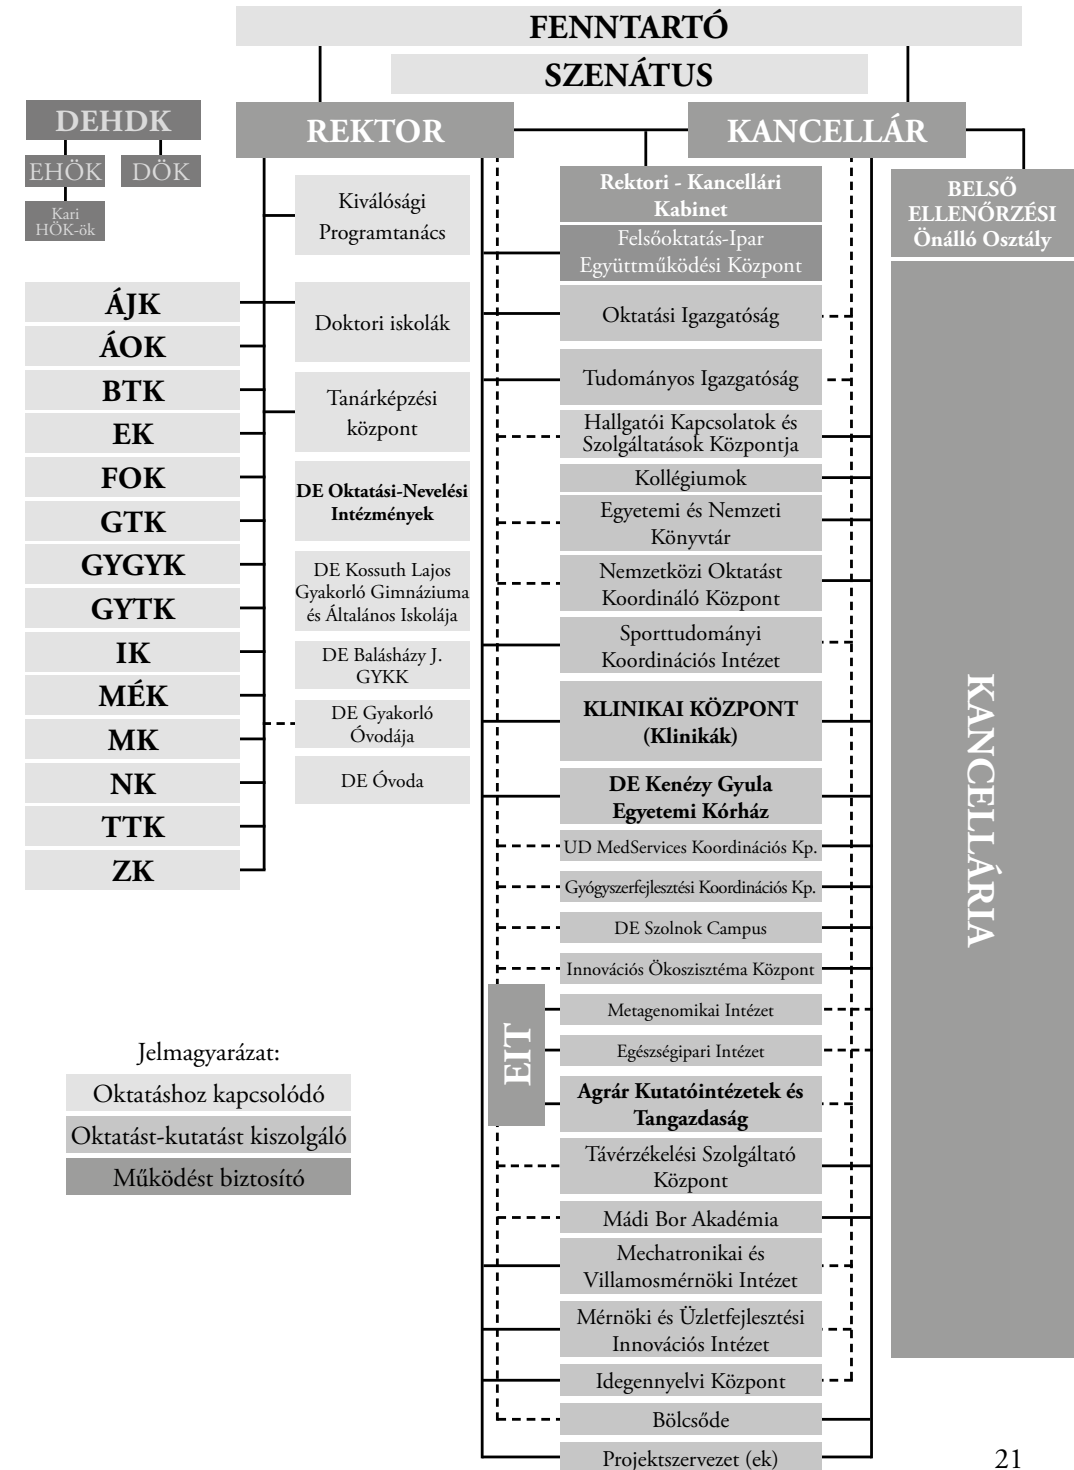 FENNTARTÓ
SZENÁTUS
DEHDK
EHÖK
DÖK
Kari
HÖK-ök
REKTOR
KANCELLÁR
Kiválósági
Programtanács
Doktori iskolák
Tanárképzési
központ
DE Oktatási-Nevelési
Intézmények
DE Kossuth Lajos
Gyakorló Gimnáziuma
és Általános Iskolája
DE Balásházy J.
GYKK
DE Gyakorló
Óvodája
DE Óvoda
ÁJK
ÁOK
BTK
EK
FOK
GTK
GYGYK
GYTK
IK
MÉK
MK
NK
TTK
ZK
Rektori - Kancellári
Kabinet
Felsőoktatás-Ipar
Együttműködési Központ
Oktatási Igazgatóság
Tudományos Igazgatóság
Hallgatói Kapcsolatok és
Szolgáltatások Központja
Kollégiumok
Egyetemi és Nemzeti
Könyvtár
Nemzetközi Oktatást
Koordináló Központ
Sporttudományi
Koordinációs Intézet
KLINIKAI KÖZPONT
(Klinikák)
DE Kenézy Gyula
Egyetemi Kórház
UD MedServices Koordinációs Kp.
Gyógyszerfejlesztési Koordinációs Kp.
DE Szolnok Campus
Innovációs Ökoszisztéma Központ
EIT
Metagenomikai Intézet
Egészségipari Intézet
Agrár Kutatóintézetek és
Tangazdaság
Távérzékelési Szolgáltató
Központ
Mádi Bor Akadémia
Mechatronikai és
Villamosmérnöki Intézet
Mérnöki és Üzletfejlesztési
Innovációs Intézet
Idegennyelvi Központ
Bölcsőde
Projektszervezet (ek)
BELSŐ
ELLENŐRZÉSI
Önálló Osztály
KANCELLÁRIA
Jelmagyarázat:
Oktatáshoz kapcsolódó
Oktatást-kutatást kiszolgáló
Működést biztosító
21